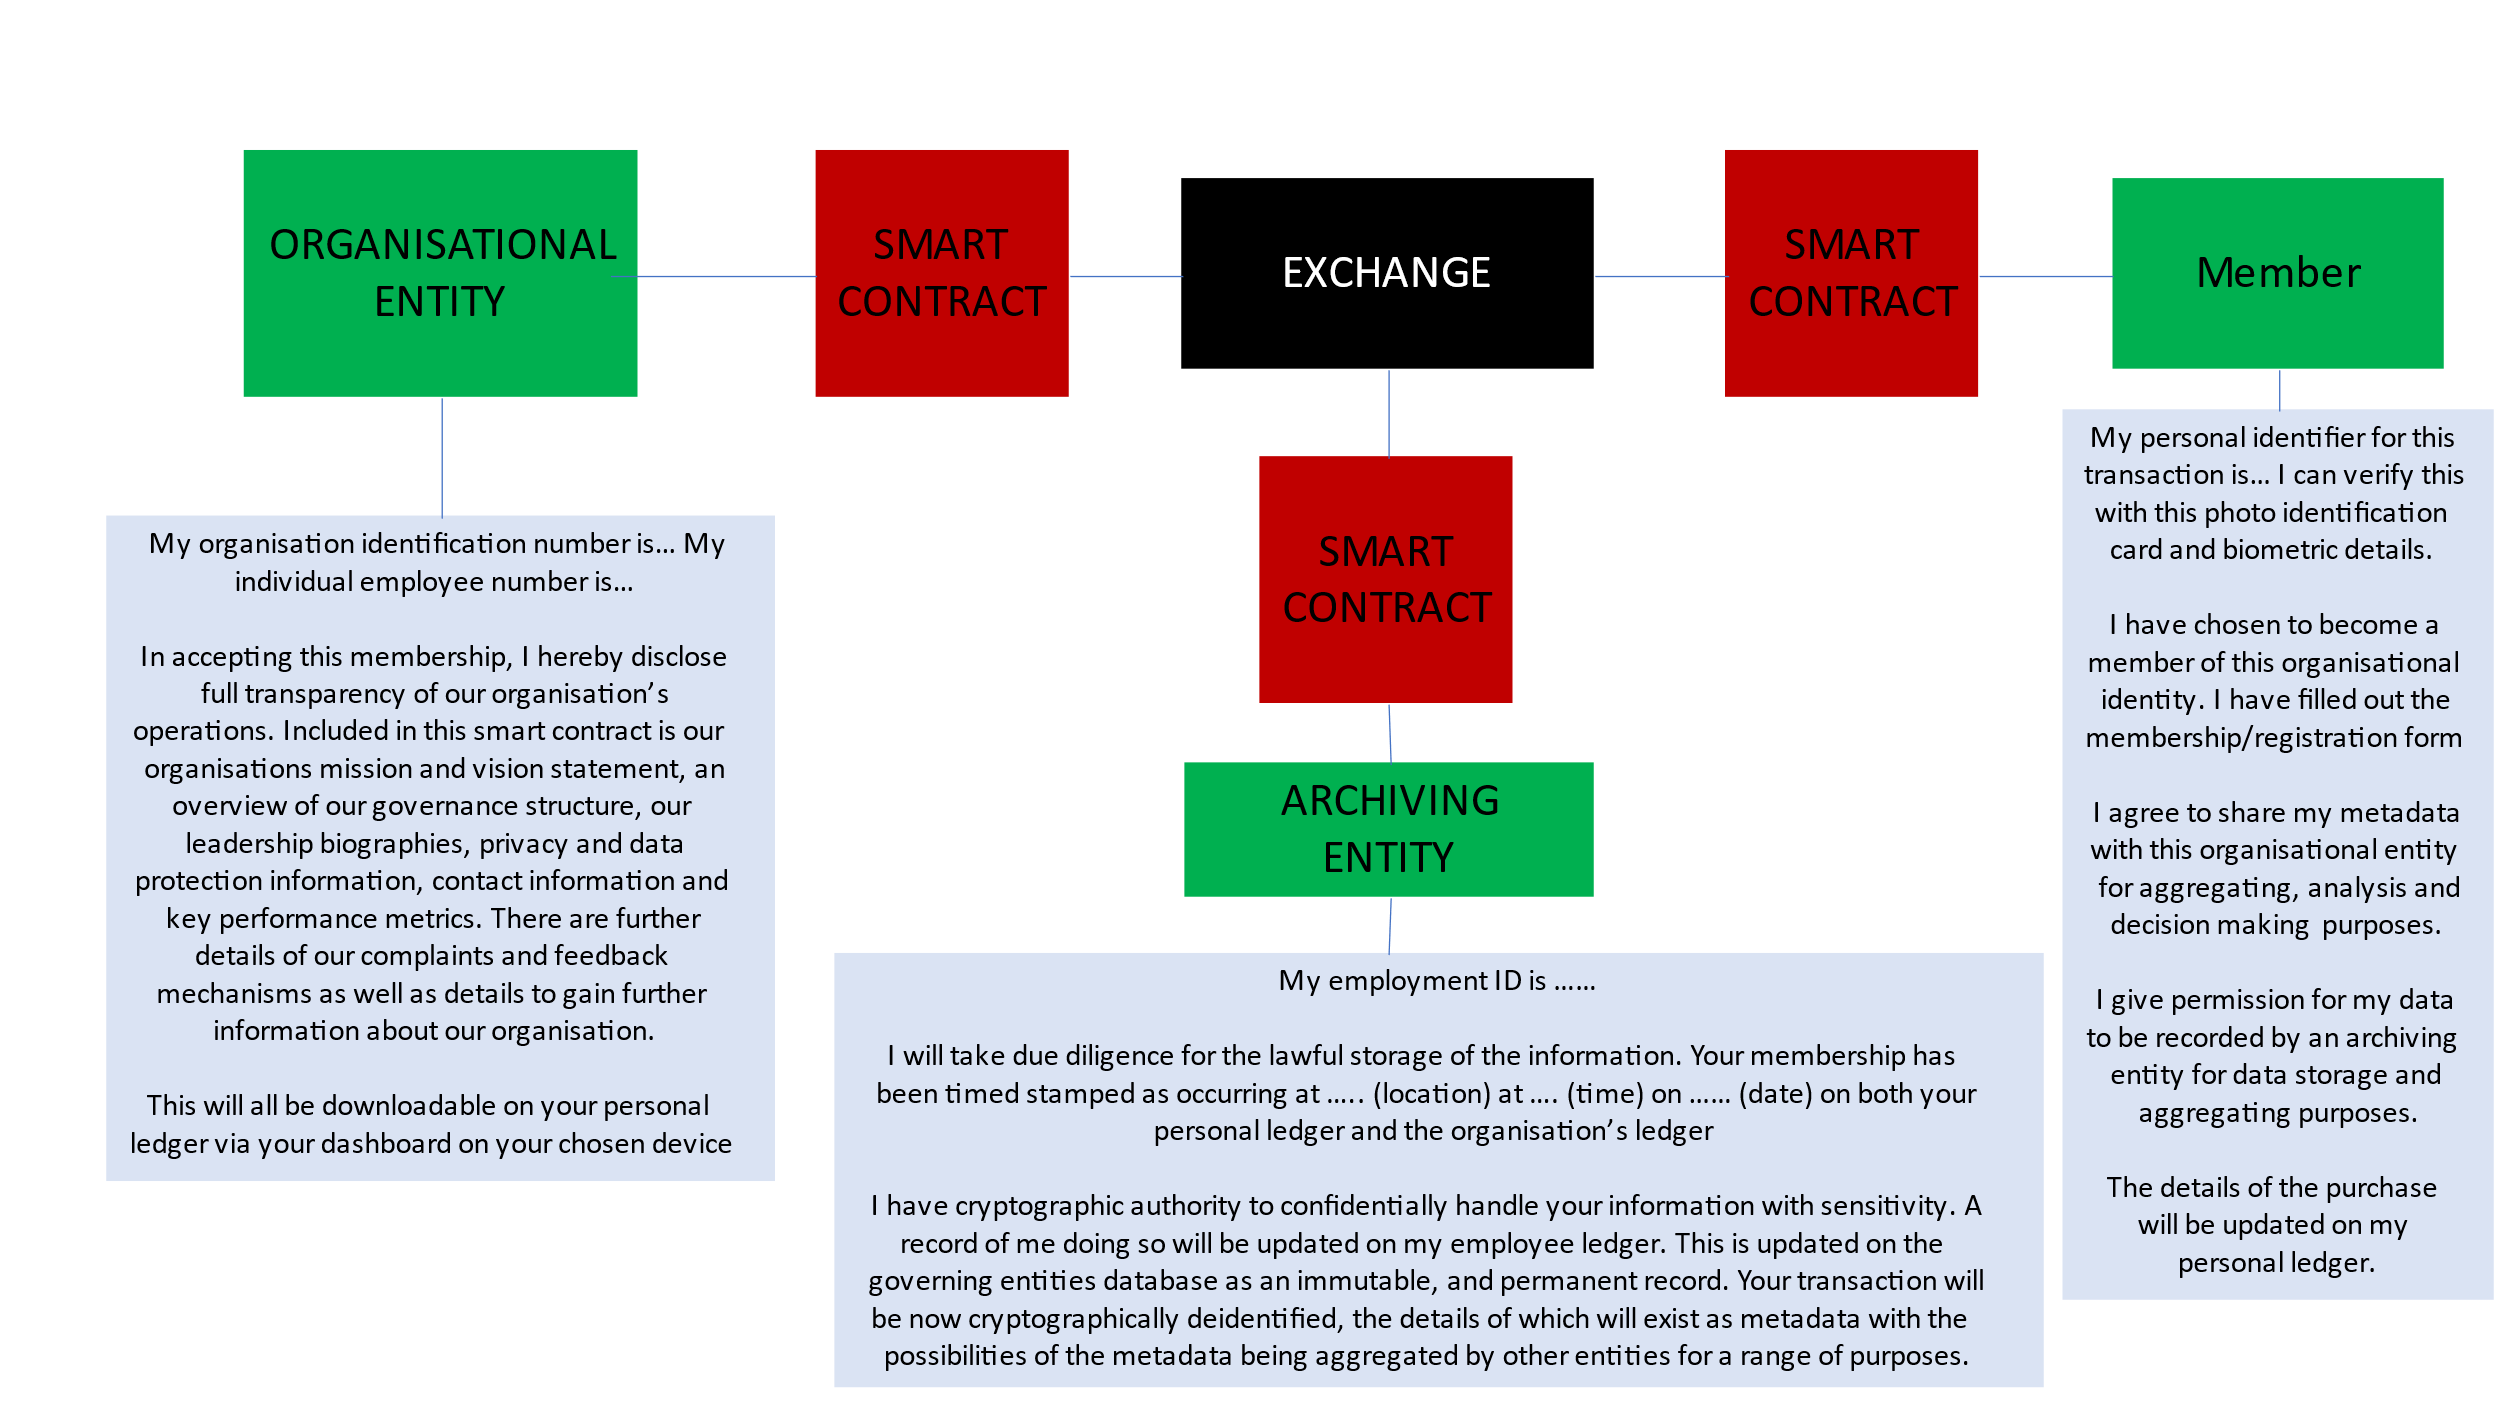 ORGANISATIONAL
ENTITY
SMART
CONTRACT
EXCHANGE
SMART
CONTRACT
Member
SMART
CONTRACT
ARCHIVING
ENTITY
My organisation identification number is... My
individual employee number is...
In accepting this membership, I hereby disclose
full transparency of our organisation’s
operations. Included in this smart contract is our
organisations mission and vision statement, an
overview of our governance structure, our
leadership biographies, privacy and data
protection information, contact information and
key performance metrics. There are further
details of our complaints and feedback
mechanisms as well as details to gain further
information about our organisation.
This will all be downloadable on your personal
ledger via your dashboard on your chosen device
My employment ID is ......
I will take due diligence for the lawful storage of the information. Your membership has
been timed stamped as occurring at ..... (location) at .... (time) on ...... (date) on both your
personal ledger and the organisation’s ledger
I have cryptographic authority to confidentially handle your information with sensitivity. A
record of me doing so will be updated on my employee ledger. This is updated on the
governing entities database as an immutable, and permanent record. Your transaction will
be now cryptographically deidentified, the details of which will exist as metadata with the
possibilities of the metadata being aggregated by other entities for a range of purposes.
My personal identifier for this
transaction is... I can verify this
with this photo identification
card and biometric details.
I have chosen to become a
member of this organisational
identity. I have filled out the
membership/registration form
I agree to share my metadata
with this organisational entity
for aggregating, analysis and
decision making  purposes.
I give permission for my data
to be recorded by an archiving
entity for data storage and
aggregating purposes.
The details of the purchase
will be updated on my
personal ledger.